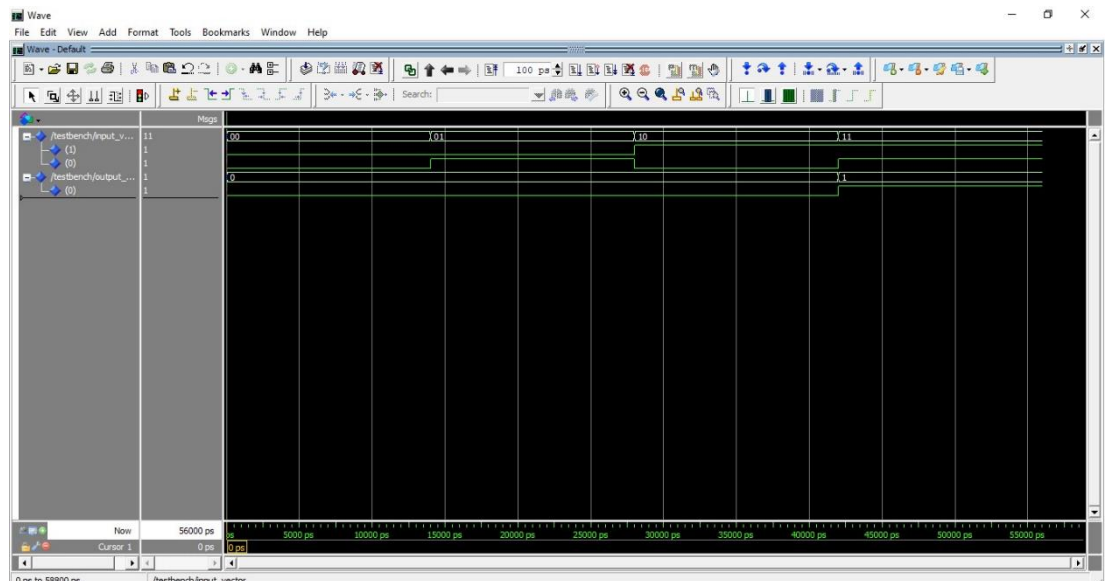 Wave
File Edit View Add Format Tools Bookmarks Window Help
Wave - Default
100 ps
Search:
Msgs
/testbench/input_v... 11 00 01 10 11
(1) 1
(0) 1
/testbench/output_... 1 0 1
(0) 1
Now 56000 ps ps 5000 ps 10000 ps 15000 ps 20000 ps 25000 ps 30000 ps 35000 ps 40000 ps 45000 ps 50000 ps 55000 ps
Cursor 1 0 ps 0 ps
0 ps to 58800 ps /testbench/input_vector